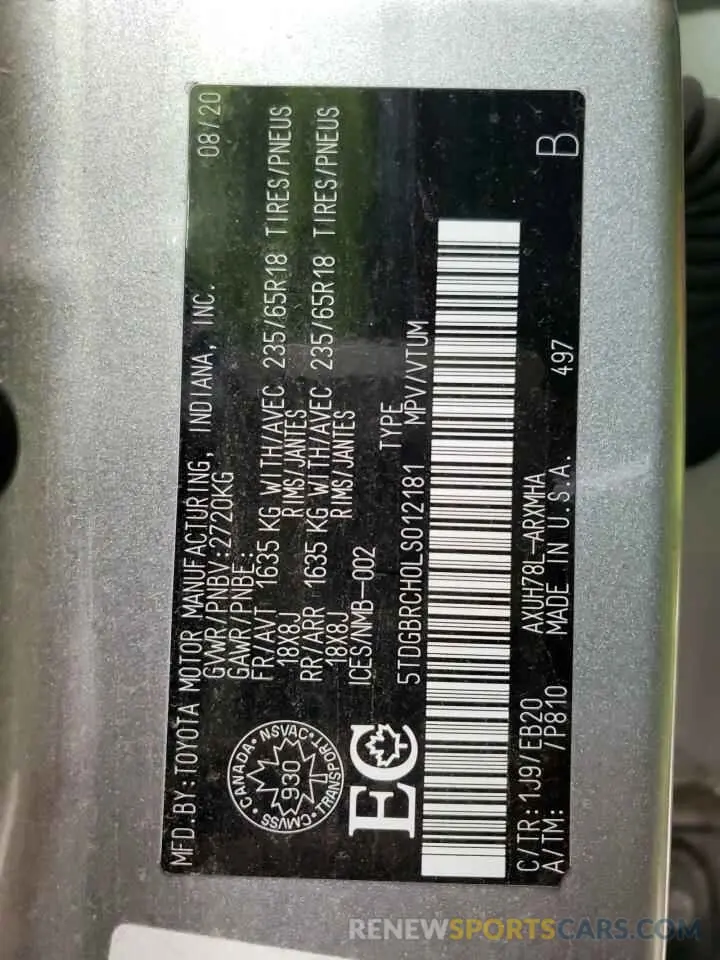 MFD.BY:TOYOTA MOTOR MANUFACTURING, INDIANA, INC. 08/20
GVWR/PNBV:2720KG
GAWR/PNBE:
FR/AVT 1635 KG WITH/AVEC 235/65R18 TIRES/PNEUS
18X8J RIMS/JANTES
RR/ARR 1635 KG WITH/AVEC 235/65R18 TIRES/PNEUS
18X8J RIMS/JANTES
ICES/NMB-002
CANADA • NSVAC • TRANSPORT • CMVSS •
930
EC
5TDGBRCH0LS012181 TYPE MPV/VTUM
C/TR: 1J9/EB20 AXUH78L-ARXMHA
A/TM: /P810 MADE IN U.S.A. 497 B
RENEWSPORTSCARS.COM